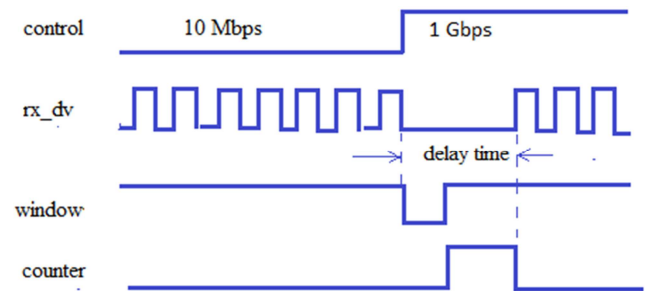 control 10 Mbps 1 Gbps
rx_dv
delay time
window
counter